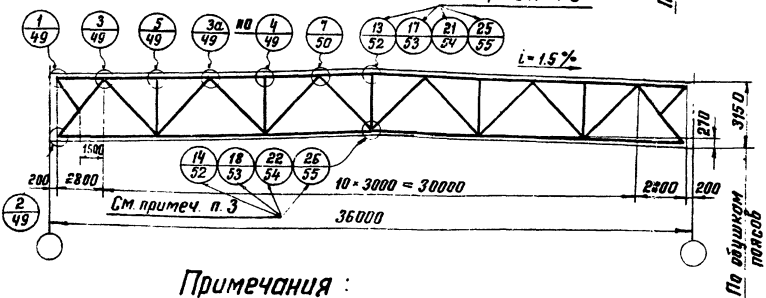 1 3 5 3а па 4 7 13 17 21 25
49 49 49 49 49 50 52 53 54 55
i = 1.5 %
270
3150
1500
14 18 22 26
52 53 54 55
200 2800 10 × 3000 = 30000 2800 200
2
49
См. примеч. п. 3
36000
По обушкам
поясов
Примечания :